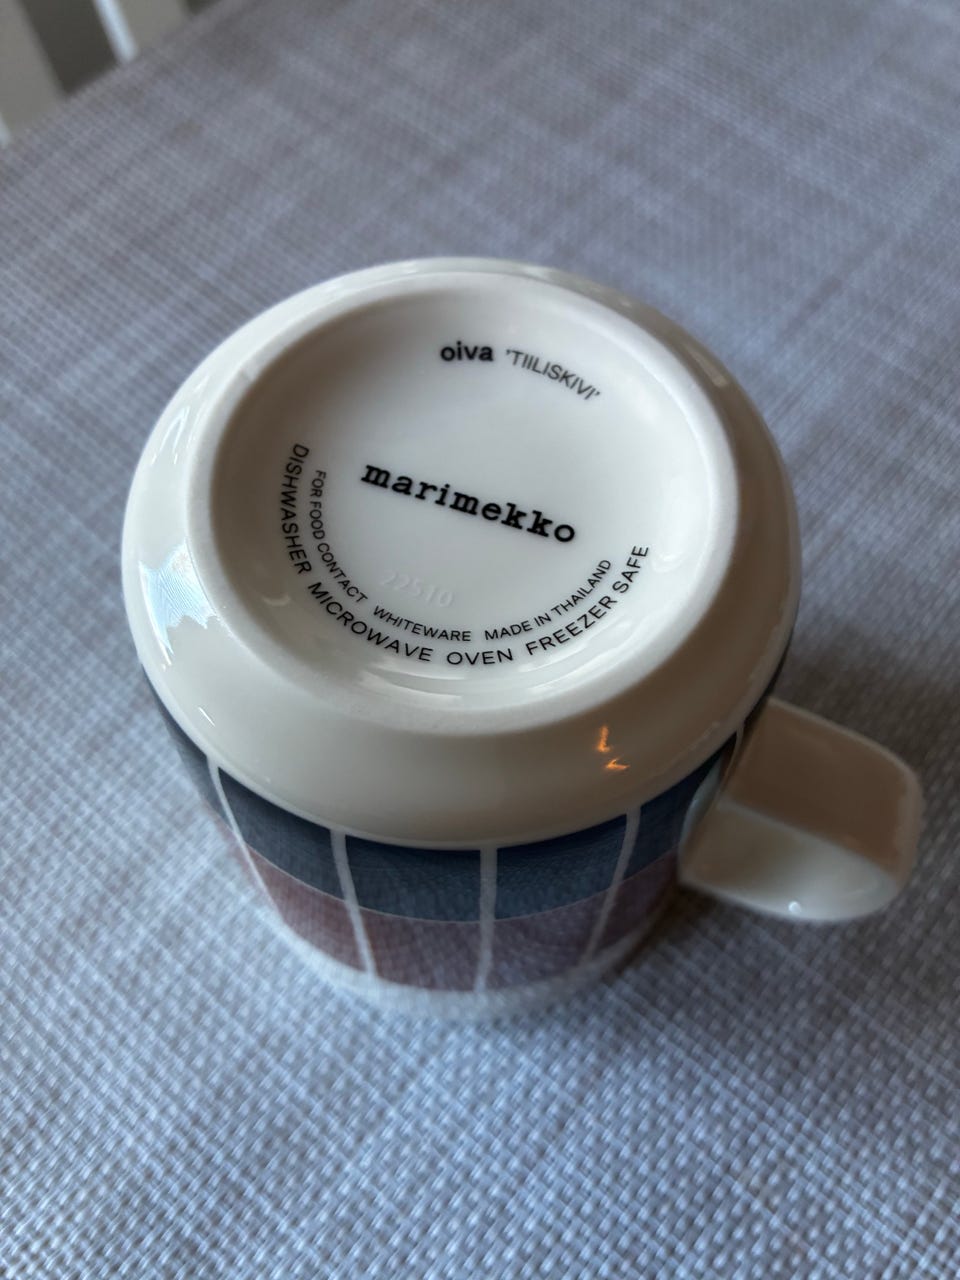 oiva 'TIILISKIVI'
marimekko
22510
FOR FOOD CONTACT WHITEWARE MADE IN THAILAND
DISHWASHER MICROWAVE OVEN FREEZER SAFE